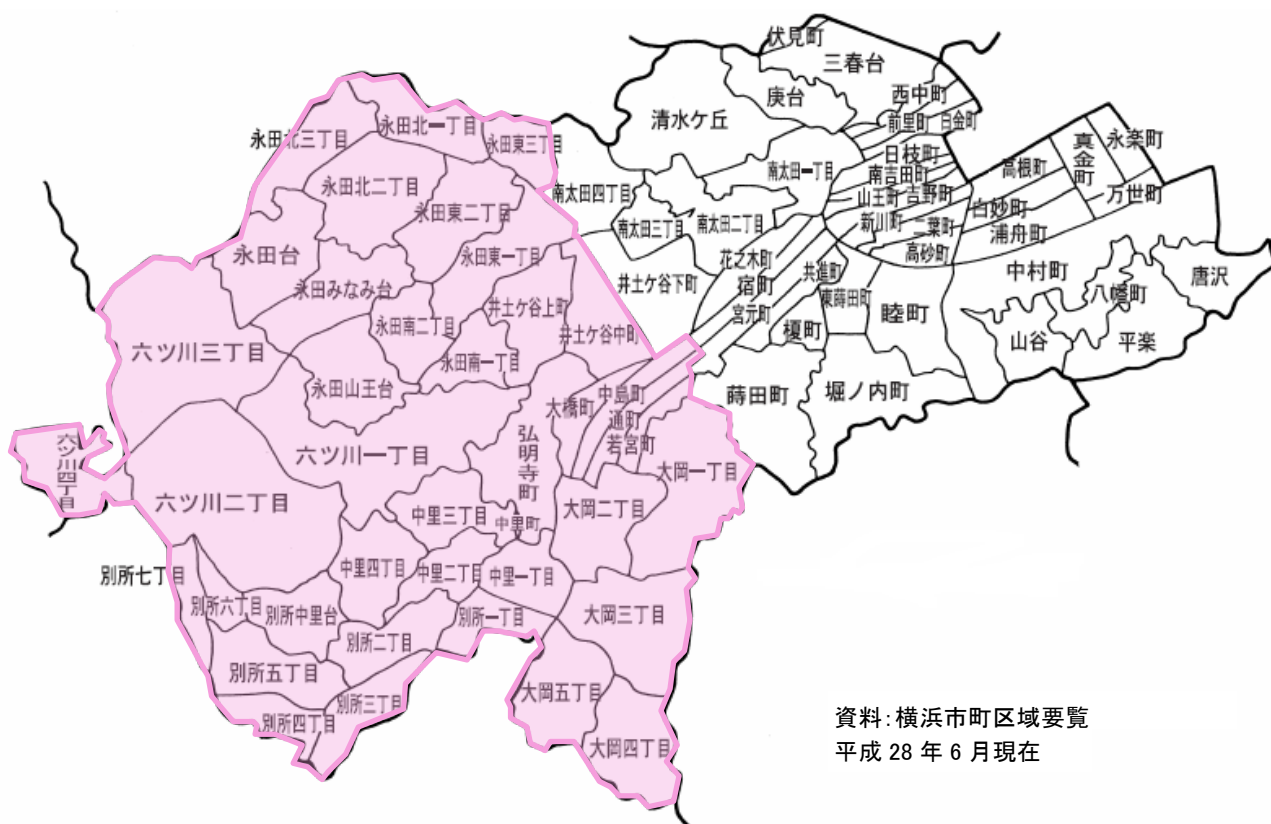 伏見町
三春台
庚台
西中町
清水ケ丘
前里町
白金町
永田北一丁目
永田北三丁目
永田東三丁目
日枝町
真金町
永楽町
南太田一丁目
高根町
南吉田町
永田北二丁目
南太田四丁目
山王町
吉野町
万世町
永田東二丁目
白妙町
南太田三丁目
南太田二丁目
新川町
二葉町
浦舟町
永田台
永田東一丁目
花之木町
高砂町
共進町
中村町
唐沢
永田みなみ台
井土ケ谷下町
宿町
八幡町
井土ケ谷上町
東蒔田町
睦町
宮元町
永田南二丁目
榎町
井土ケ谷中町
山谷
平楽
六ツ川三丁目
永田南一丁目
永田山王台
中島町
蒔田町
堀ノ内町
大橋町
通町
若宮町
弘明寺町
六ツ川四丁目
六ツ川一丁目
大岡一丁目
六ツ川二丁目
大岡二丁目
中里三丁目
中里町
別所七丁目
中里四丁目
中里二丁目
中里一丁目
別所六丁目
別所中里台
別所一丁目
大岡三丁目
別所二丁目
別所五丁目
大岡五丁目
別所三丁目
別所四丁目
大岡四丁目
資料:横浜市町区域要覧
平成 28 年 6 月現在